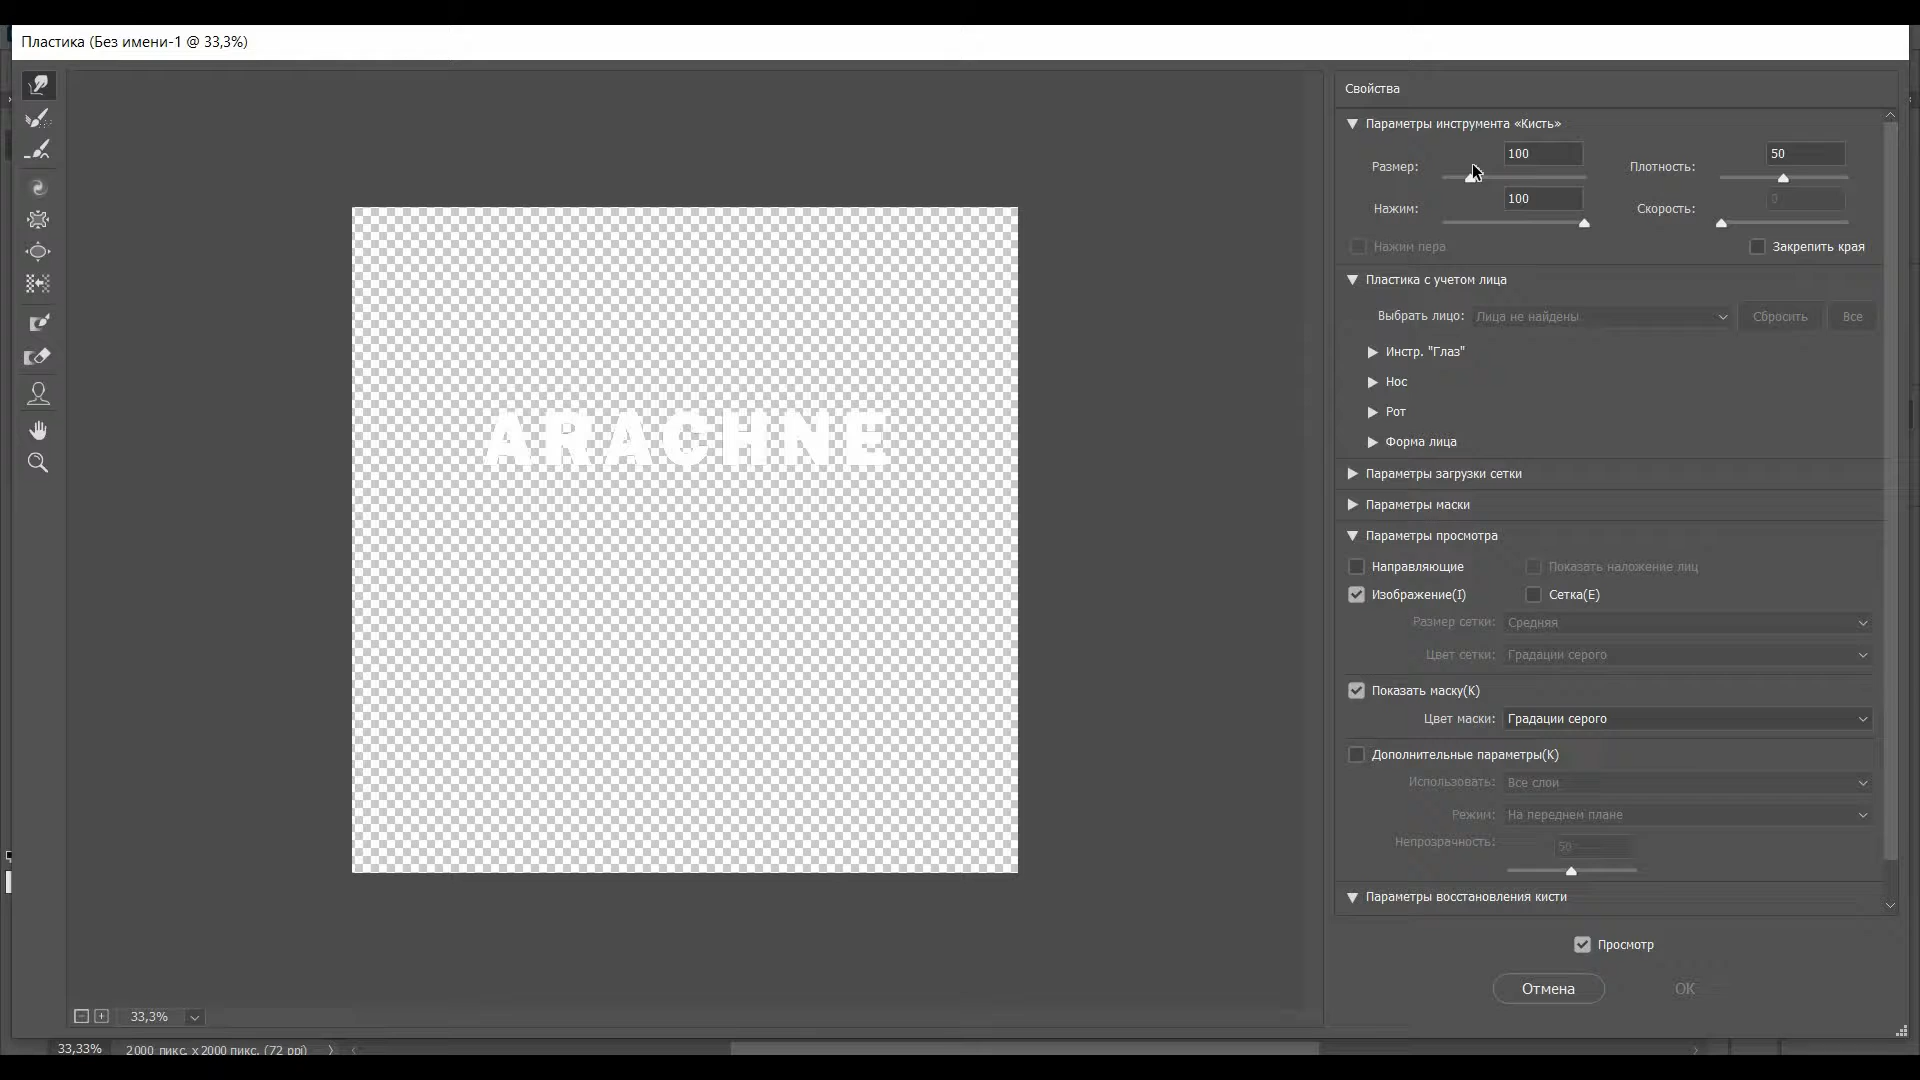 Пластика (Без имени-1 @ 33,3%)
Свойства
Параметры инструмента «Кисть»
Размер: 100 Плотность: 50
Нажим: 100 Скорость: 0
Нажим пера Закрепить края
Пластика с учетом лица
Выбрать лицо: Лица не найдены Сбросить Все
Инстр. "Глаз"
Нос
Рот
Форма лица
Параметры загрузки сетки
Параметры маски
Параметры просмотра
Направляющие Показать наложение лиц
Изображение(I) Сетка(E)
Размер сетки: Средняя
Цвет сетки: Градации серого
Показать маску(K)
Цвет маски: Градации серого
Дополнительные параметры(K)
Использовать: Все слои
Режим: На переднем плане
Непрозрачность: 50
Параметры восстановления кисти
Просмотр
Отмена OK
ARACHNE
33,3%
33,33% 2000 пикс. x 2000 пикс. (72 ppi)